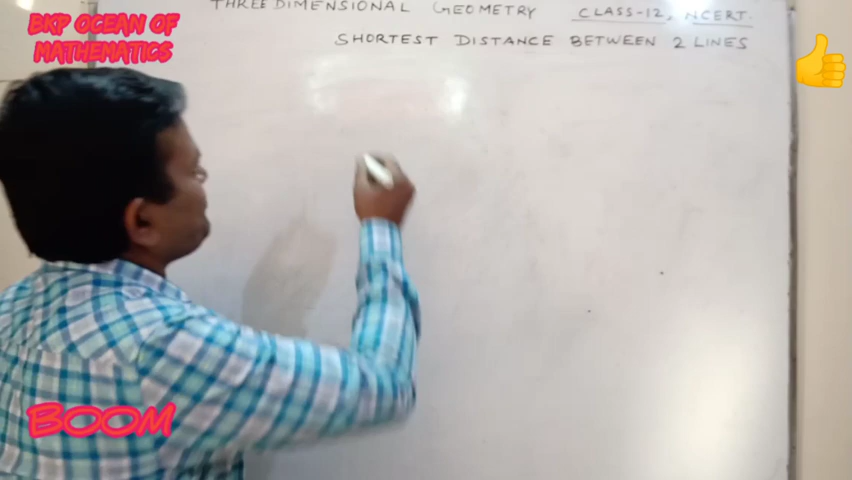 BKP OCEAN OF
MATHEMATICS
THREE DIMENSIONAL GEOMETRY CLASS-12, NCERT.
SHORTEST DISTANCE BETWEEN 2 LINES
BOOM